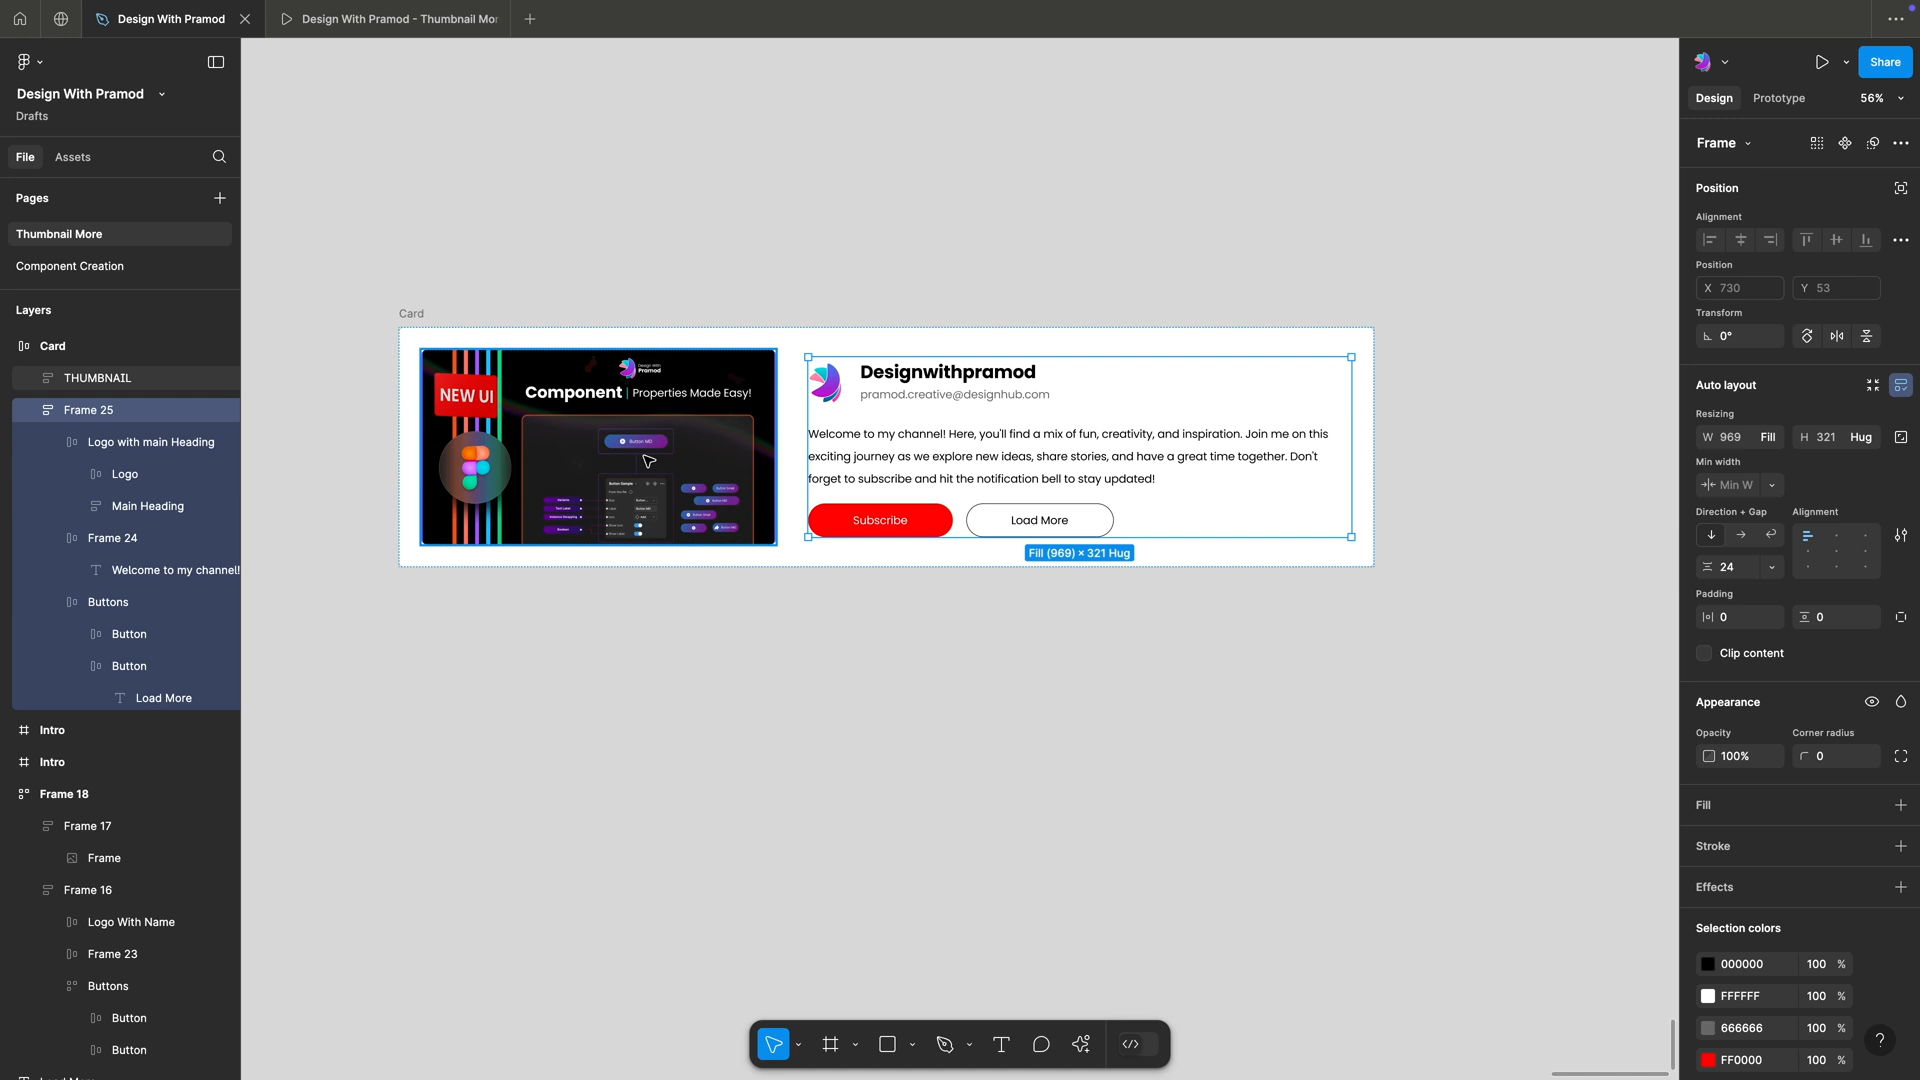 Design With Pramod
Design With Pramod - Thumbnail Mor
Design With Pramod
Drafts
File
Assets
Pages
Thumbnail More
Component Creation
Layers
Card
THUMBNAIL
Frame 25
Logo with main Heading
Logo
Main Heading
Frame 24
Welcome to my channel!
Buttons
Button
Button
Load More
Intro
Intro
Frame 18
Frame 17
Frame
Frame 16
Logo With Name
Frame 23
Buttons
Button
Button
Card
NEW UI
Design With
Pramod
Component | Properties Made Easy!
Button MD
Button Sample
Designwithpramod
pramod.creative@designhub.com
Welcome to my channel! Here, you'll find a mix of fun, creativity, and inspiration. Join me on this
exciting journey as we explore new ideas, share stories, and have a great time together. Don't
forget to subscribe and hit the notification bell to stay updated!
Subscribe
Load More
Fill (969) × 321 Hug
Share
Design
Prototype
56%
Frame
Position
Alignment
Position
X 730
Y 53
Transform
0°
Auto layout
Resizing
W 969 Fill
H 321 Hug
Min width
Min W
Direction + Gap
Alignment
24
Padding
0
0
Clip content
Appearance
Opacity
Corner radius
100%
0
Fill
Stroke
Effects
Selection colors
000000 100 %
FFFFFF 100 %
666666 100 %
FF0000 100 %
?